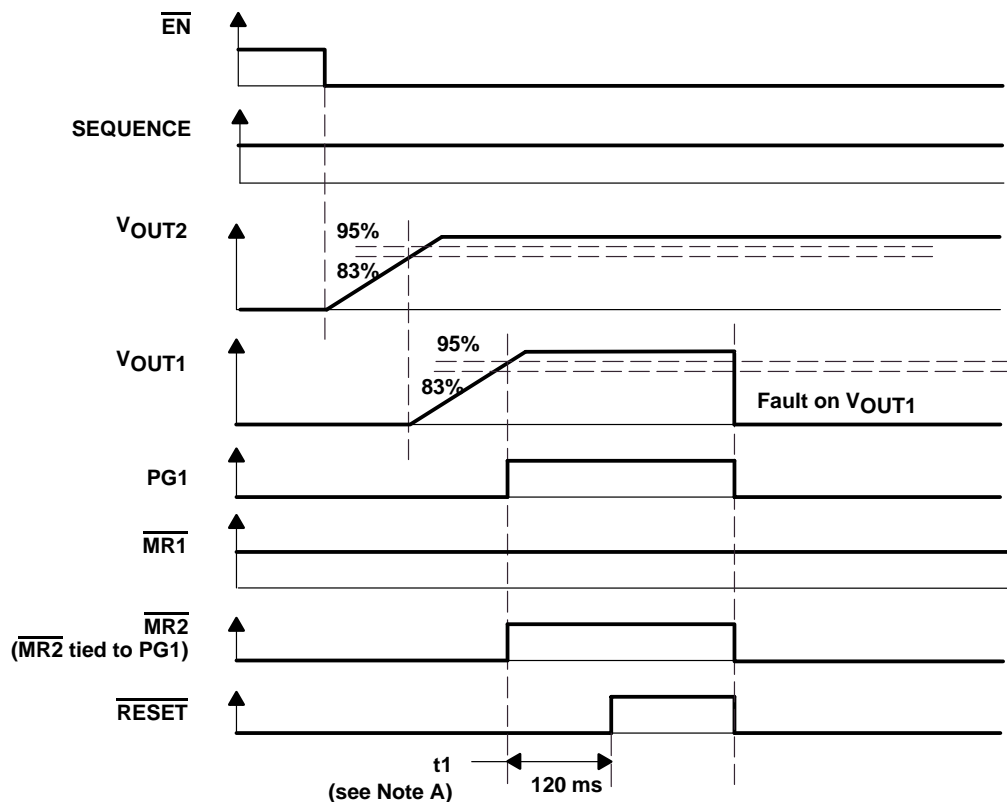 EN
SEQUENCE
VOUT2
95%
83%
VOUT1
95%
83%
Fault on VOUT1
PG1
MR1
MR2
(MR2 tied to PG1)
RESET
t1
(see Note A)
120 ms